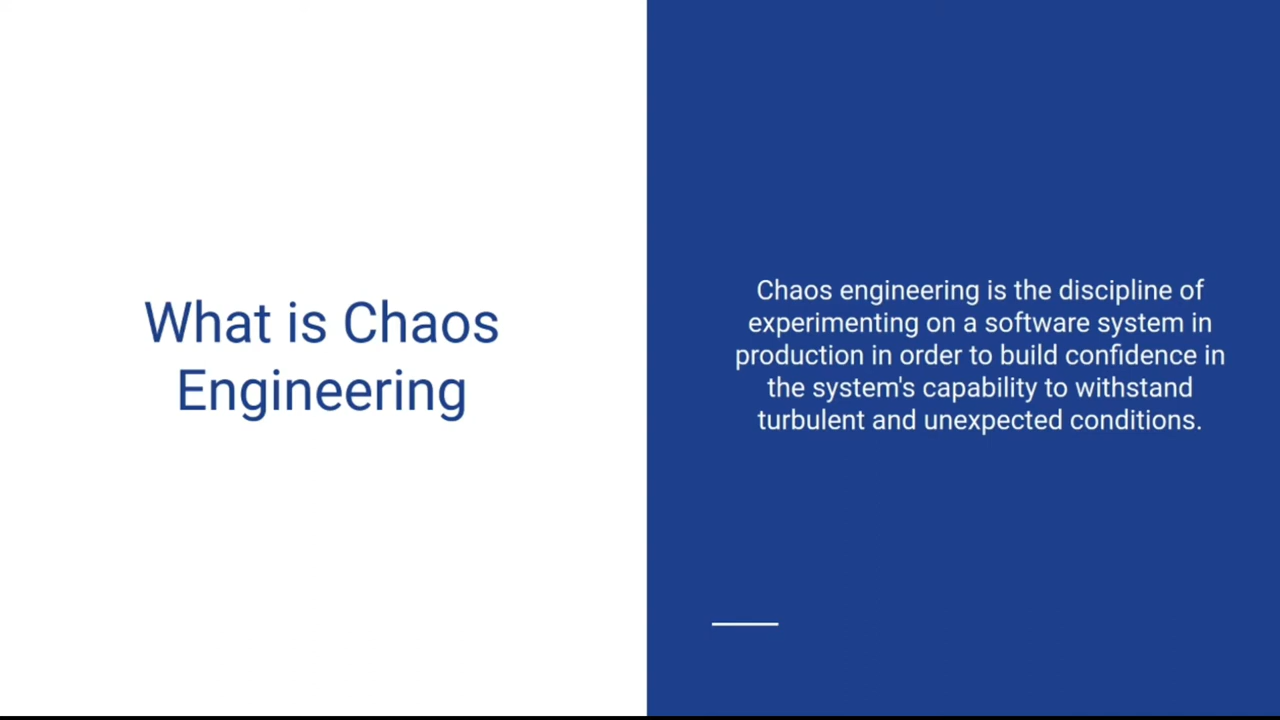 What is Chaos
Engineering
Chaos engineering is the discipline of
experimenting on a software system in
production in order to build confidence in
the system's capability to withstand
turbulent and unexpected conditions.